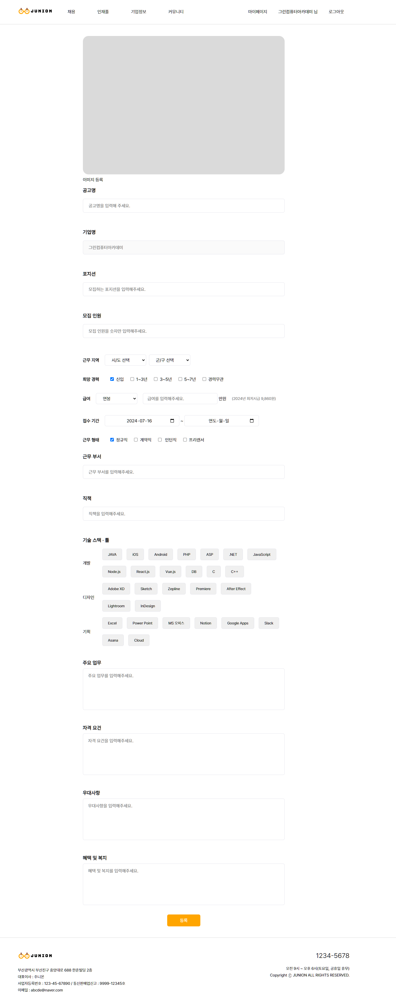 JUNION 채용 인재풀 기업정보 커뮤니티 마이페이지 그린컴퓨터아카데미 님 로그아웃
이미지 등록
공고명
공고명을 입력해 주세요.
기업명
그린컴퓨터아카데미
포지션
모집하는 포지션을 입력해주세요.
모집 인원
모집 인원을 숫자만 입력해주세요.
근무 지역 시/도 선택 군/구 선택
희망 경력 신입 1~3년 3~5년 5~7년 경력무관
급여 연봉 급여를 입력해주세요. 만원 (2024년 최저시급 9,860원)
접수 기간 2024-07-16 ~ 연도-월-일
근무 형태 정규직 계약직 인턴직 프리랜서
근무 부서
근무 부서를 입력해주세요.
직책
직책을 입력해주세요.
기술 스택 · 툴
JAVA iOS Android PHP ASP .NET JavaScript
개발
Node.js React.js Vue.js DB C C++
Adobe XD Sketch Zepline Premiere After Effect
디자인
Lightroom InDesign
Excel Power Point MS 오피스 Notion Google Apps Slack
기획
Asana Cloud
주요 업무
주요 업무를 입력해주세요.
자격 요건
자격 요건을 입력해주세요.
우대사항
우대사항을 입력해주세요.
혜택 및 복지
혜택 및 복지를 입력해주세요.
등록
JUNION
1234-5678
부산광역시 부산진구 중앙대로 688 한준빌딩 2층
대표이사 : 주니온
사업자등록번호 : 123-45-67890 / 통신판매업신고 : 9999-12345호
이메일 : abcde@naver.com
오전 9시 ~ 오후 6시(토요일, 공휴일 휴무)
Copyright ⓒ JUNION ALL RIGHTS RESERVED.